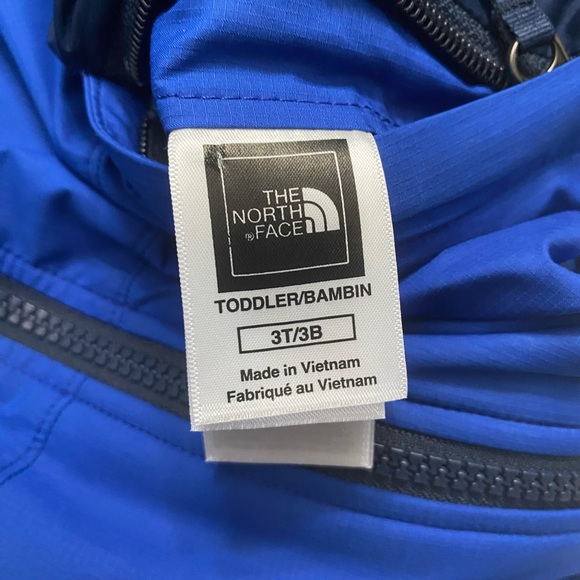 THE
NORTH
® FACE
TODDLER/BAMBIN
3T/3B
Made in Vietnam
Fabriqué au Vietnam